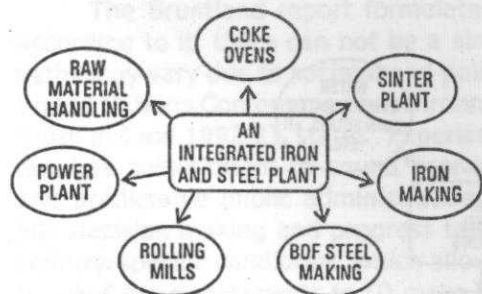 COKE
OVENS
RAW
MATERIAL
HANDLING
SINTER
PLANT
AN
INTEGRATED IRON
AND STEEL PLANT
POWER
PLANT
IRON
MAKING
ROLLING
MILLS
BOF STEEL
MAKING